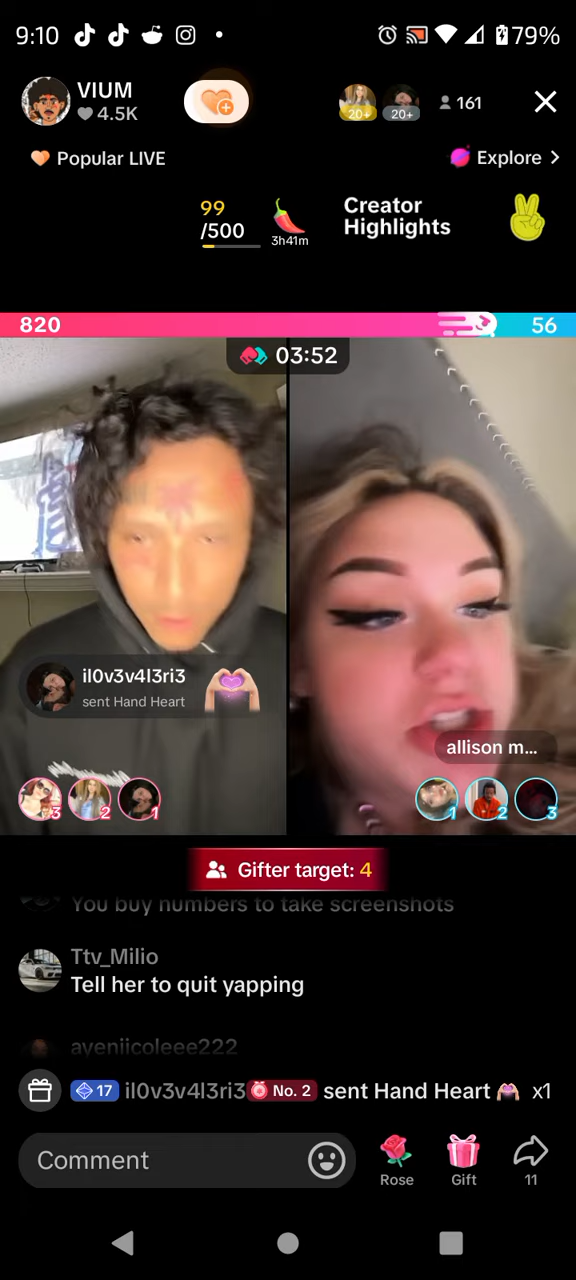 9:10
79%
VIUM
4.5K
20+
20+
161
Popular LIVE
Explore
99
/500
3h41m
Creator
Highlights
820
56
03:52
il0v3v4l3ri3
sent Hand Heart
allison m...
3
2
1
1
2
3
Gifter target: 4
You buy numbers to take screenshots
Ttv_Milio
Tell her to quit yapping
ayeniicoleee222
17 il0v3v4l3ri3 No. 2 sent Hand Heart x1
Comment
Rose
Gift
11